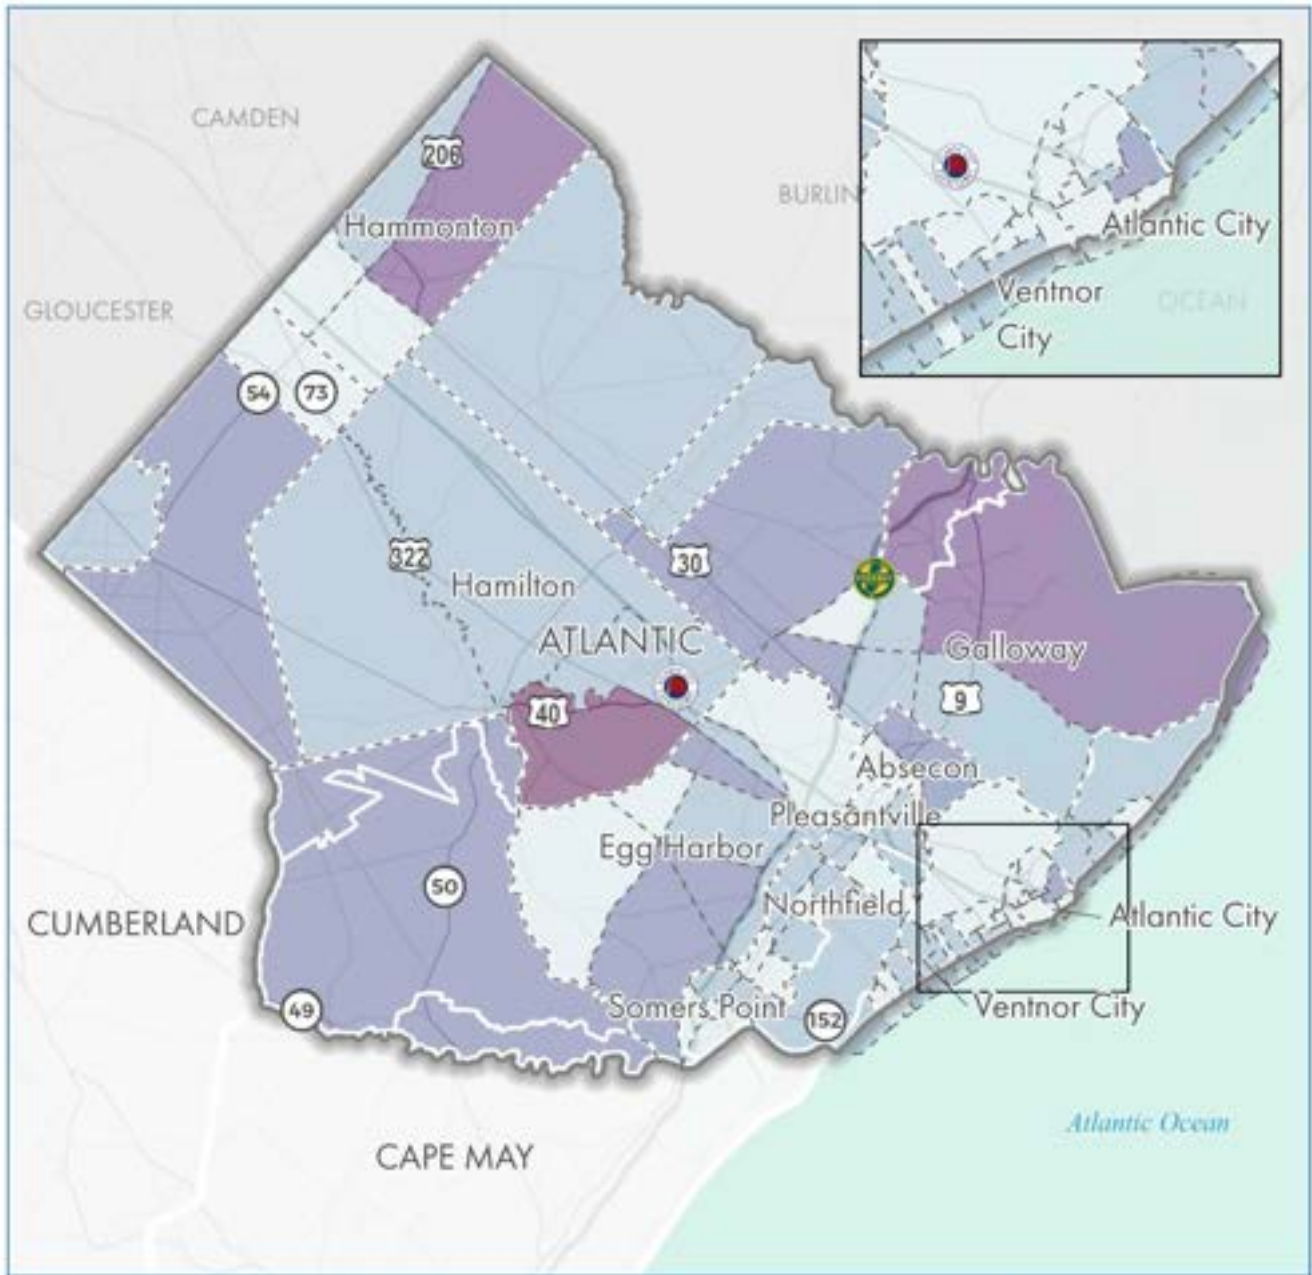 CAMDEN
206
BURLIN
Hammonton
Atlantic City
GLOUCESTER
Ventnor
City
OCEAN
54
73
322
30
Hamilton
ATLANTIC
Galloway
9
40
Absecon
Pleasantville
Egg Harbor
50
Northfield
CUMBERLAND
Atlantic City
49
Somers Point
152
Ventnor City
Atlantic Ocean
CAPE MAY